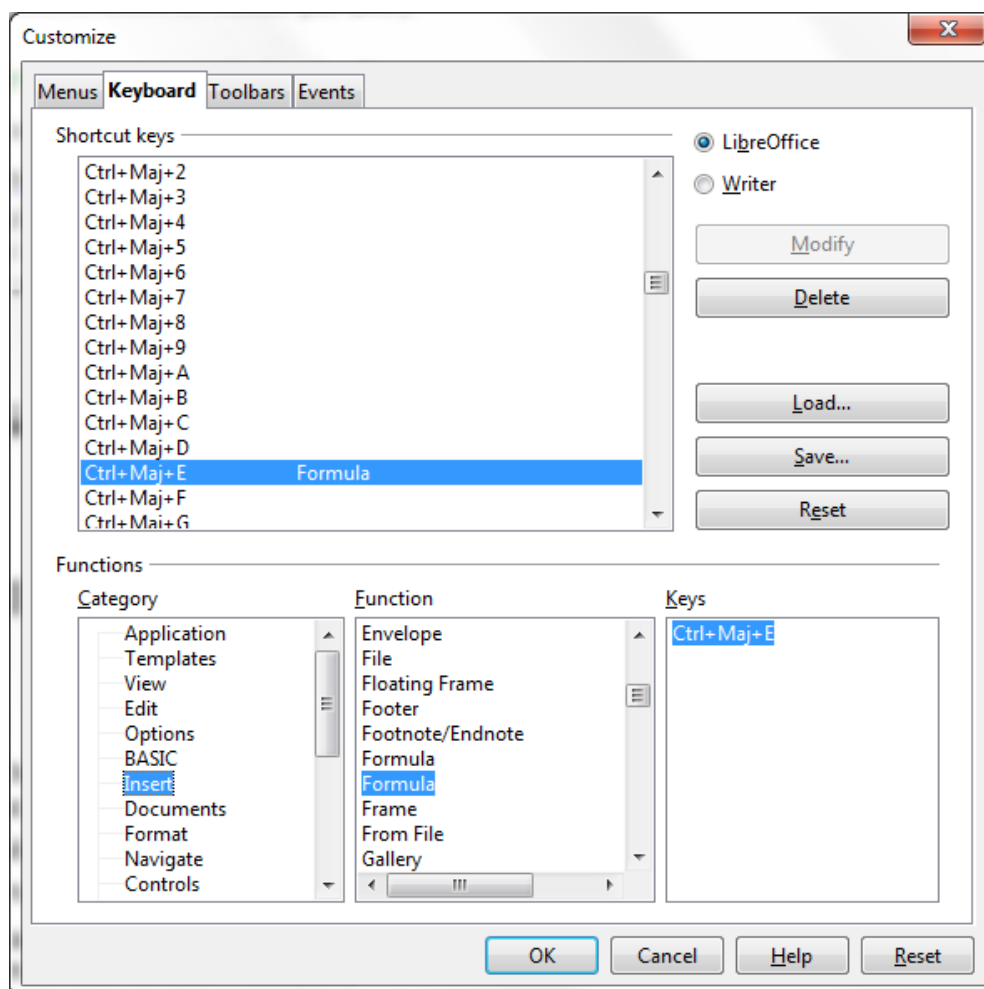 Customize
Menus Keyboard Toolbars Events
Shortcut keys
Ctrl+Maj+2
Ctrl+Maj+3
Ctrl+Maj+4
Ctrl+Maj+5
Ctrl+Maj+6
Ctrl+Maj+7
Ctrl+Maj+8
Ctrl+Maj+9
Ctrl+Maj+A
Ctrl+Maj+B
Ctrl+Maj+C
Ctrl+Maj+D
Ctrl+Maj+E Formula
Ctrl+Maj+F
Ctrl+Maj+G
LibreOffice
Writer
Modify
Delete
Load...
Save...
Reset
Functions
Category
Application
Templates
View
Edit
Options
BASIC
Insert
Documents
Format
Navigate
Controls
Function
Envelope
File
Floating Frame
Footer
Footnote/Endnote
Formula
Formula
Frame
From File
Gallery
Keys
Ctrl+Maj+E
OK Cancel Help Reset